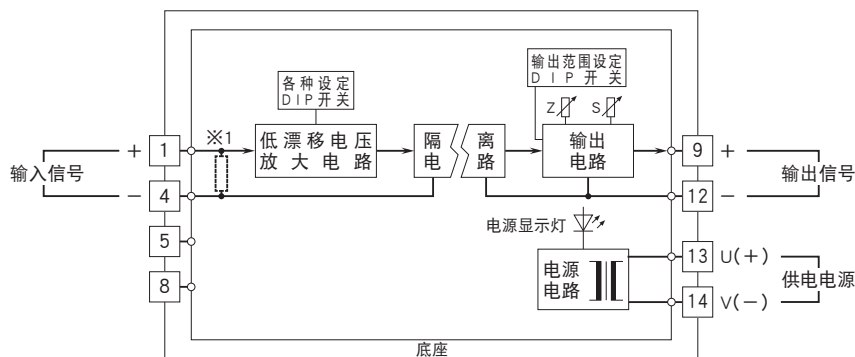 各种设定
DIP开关
输出范围设定
DIP开关
Z
S
※1
低漂移电压
放大电路
隔
电
离
路
输出
电路
输入信号
+
−
1
4
5
8
9
12
13
14
+
−
输出信号
电源显示灯
电源
电路
U(+)
V(−)
供电电源
底座